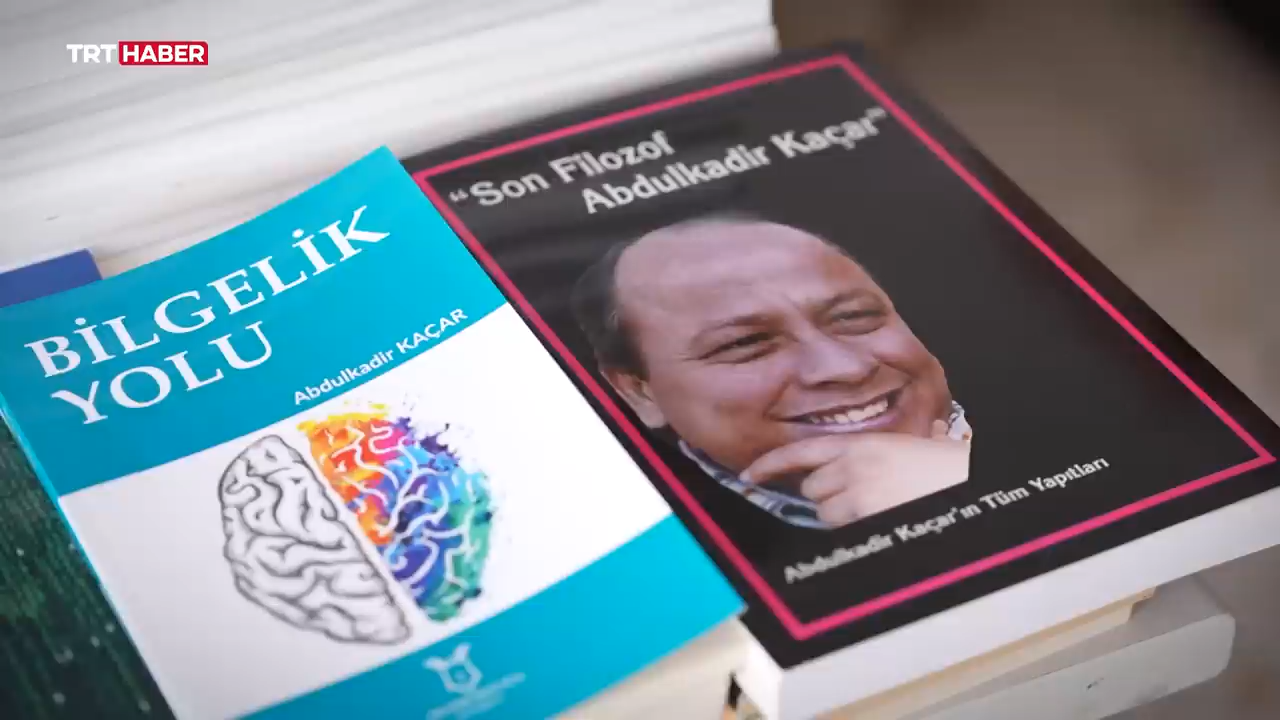 TRT HABER
"Son Filozof
Abdulkadir Kaçar"
Abdulkadir Kaçar'ın Tüm Yapıtları
BİLGELİK
YOLU
Abdulkadir KAÇAR